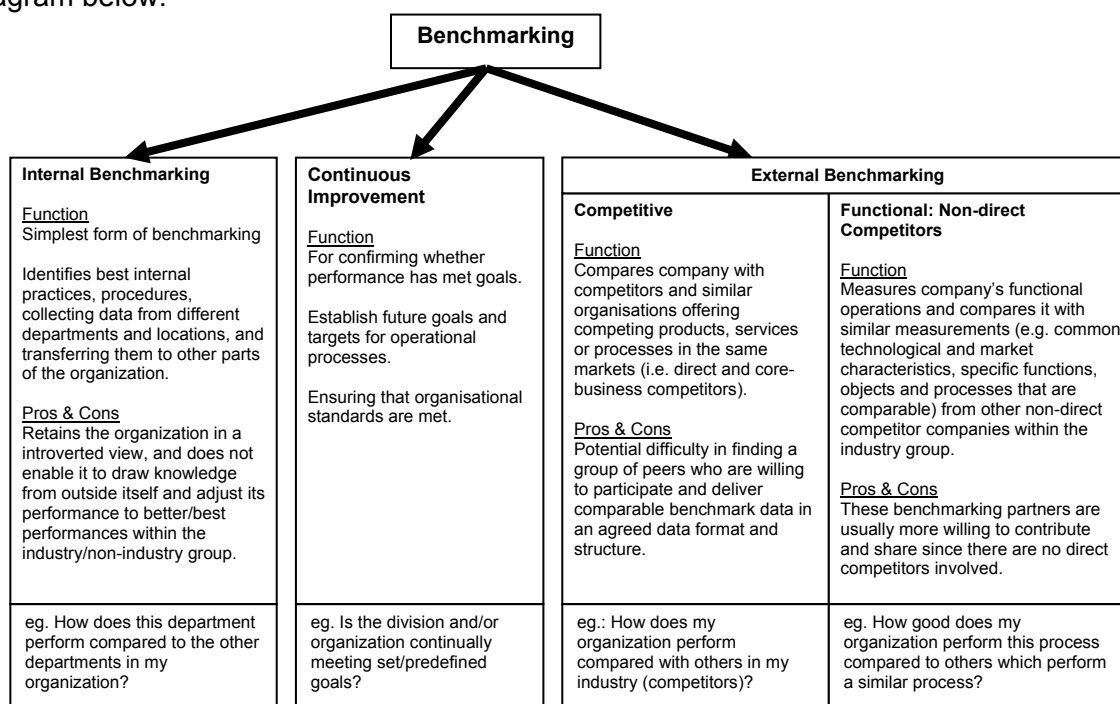 agram below:
Benchmarking
Internal Benchmarking
Function
Simplest form of benchmarking
Identifies best internal
practices, procedures,
collecting data from different
departments and locations, and
transferring them to other parts
of the organization.
Pros & Cons
Retains the organization in a
introverted view, and does not
enable it to draw knowledge
from outside itself and adjust its
performance to better/best
performances within the
industry/non-industry group.
eg. How does this department
perform compared to the other
departments in my
organization?
Continuous
Improvement
Function
For confirming whether
performance has met goals.
Establish future goals and
targets for operational
processes.
Ensuring that organisational
standards are met.
eg. Is the division and/or
organization continually
meeting set/predefined
goals?
External Benchmarking
Competitive
Function
Compares company with
competitors and similar
organisations offering
competing products, services
or processes in the same
markets (i.e. direct and core-
business competitors).
Pros & Cons
Potential difficulty in finding a
group of peers who are willing
to participate and deliver
comparable benchmark data in
an agreed data format and
structure.
eg.: How does my
organization perform
compared with others in my
industry (competitors)?
Functional: Non-direct
Competitors
Function
Measures company's functional
operations and compares it with
similar measurements (e.g. common
technological and market
characteristics, specific functions,
objects and processes that are
comparable) from other non-direct
competitor companies within the
industry group.
Pros & Cons
These benchmarking partners are
usually more willing to contribute
and share since there are no direct
competitors involved.
eg. How good does my
organization perform this process
compared to others which perform
a similar process?